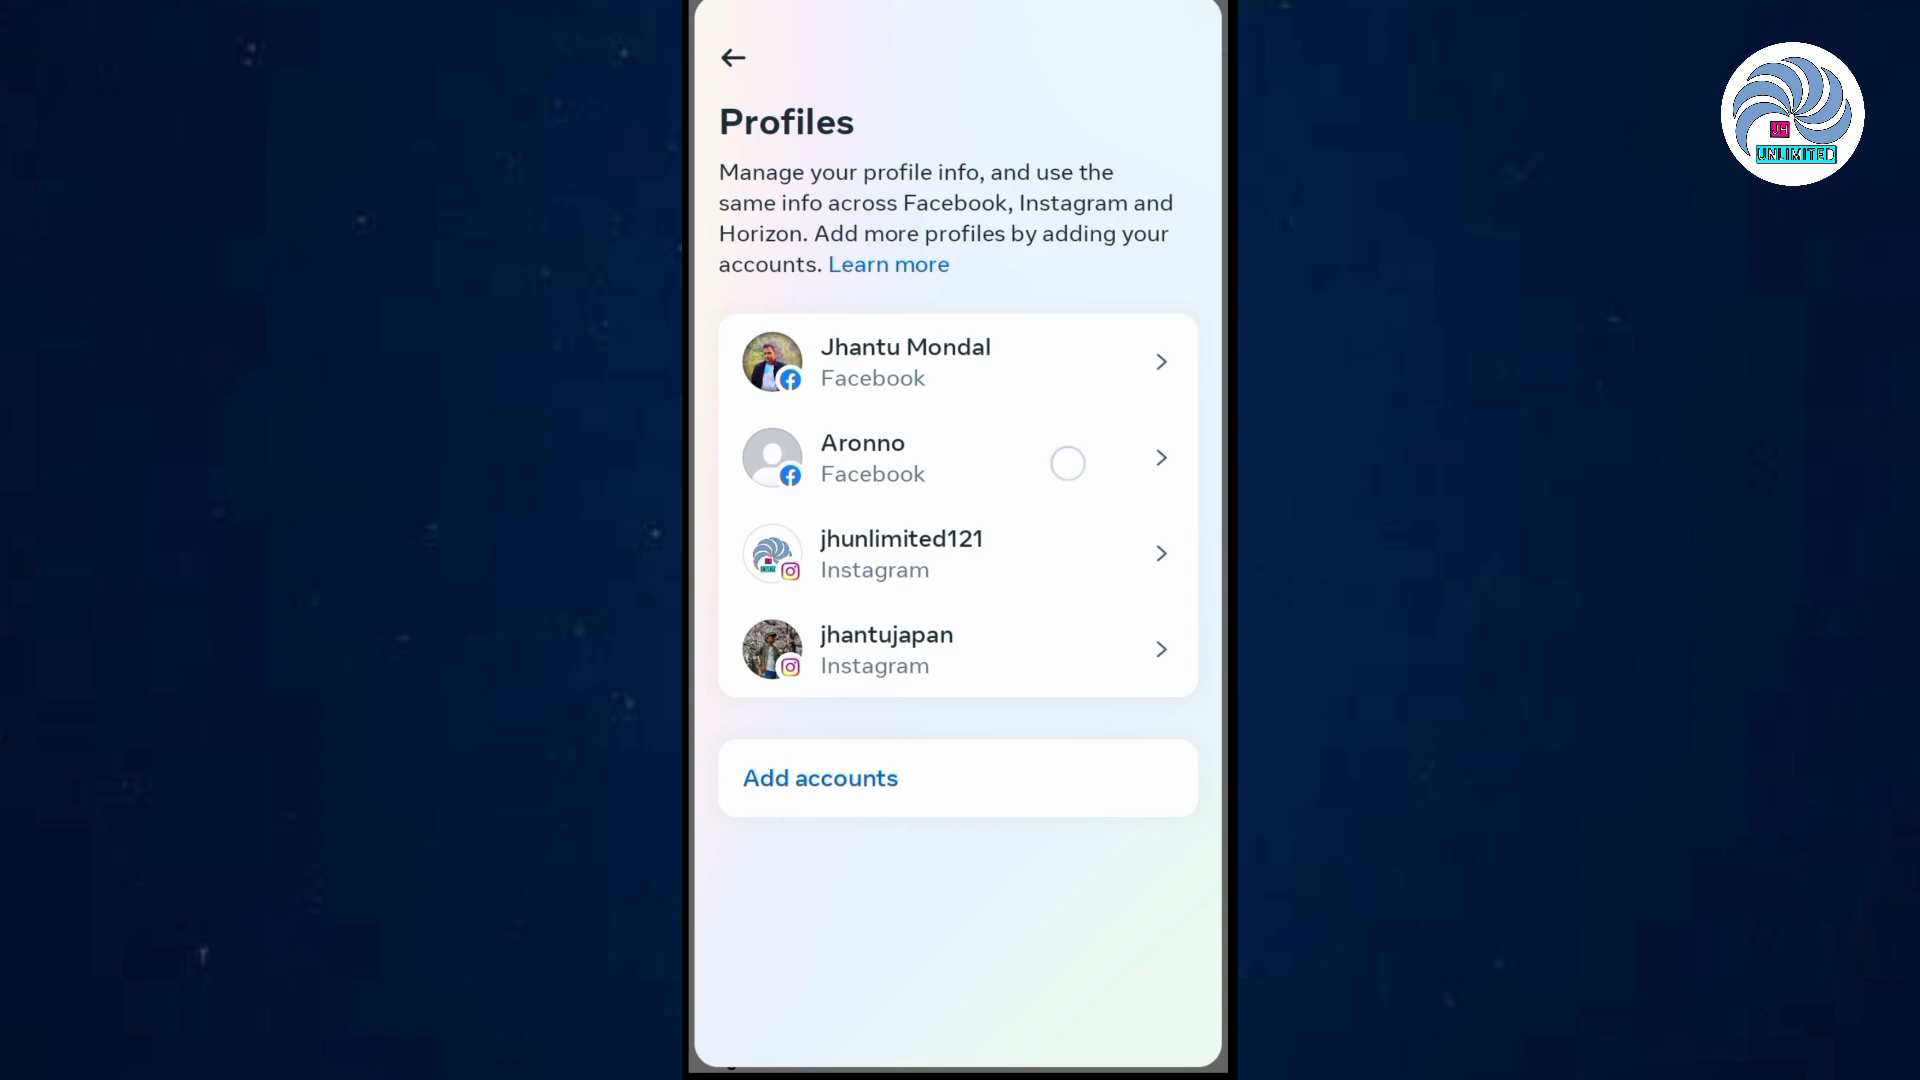 Profiles
Manage your profile info, and use the
same info across Facebook, Instagram and
Horizon. Add more profiles by adding your
accounts. Learn more
Jhantu Mondal
Facebook
Aronno
Facebook
jhunlimited121
Instagram
jhantujapan
Instagram
Add accounts
JH
UNLIMITED